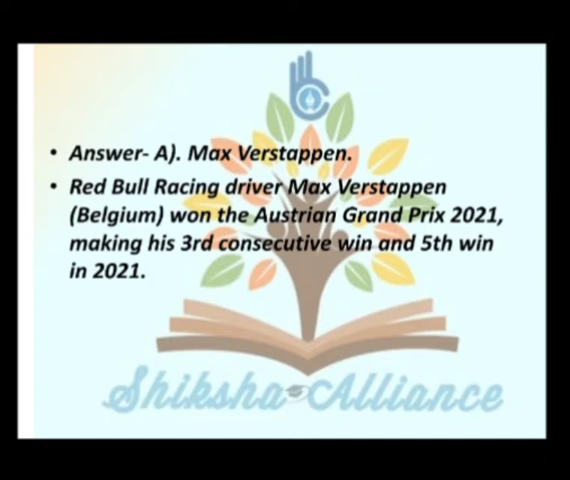 • Answer- A). Max Verstappen.
• Red Bull Racing driver Max Verstappen
(Belgium) won the Austrian Grand Prix 2021,
making his 3rd consecutive win and 5th win
in 2021.
Shiksha Alliance